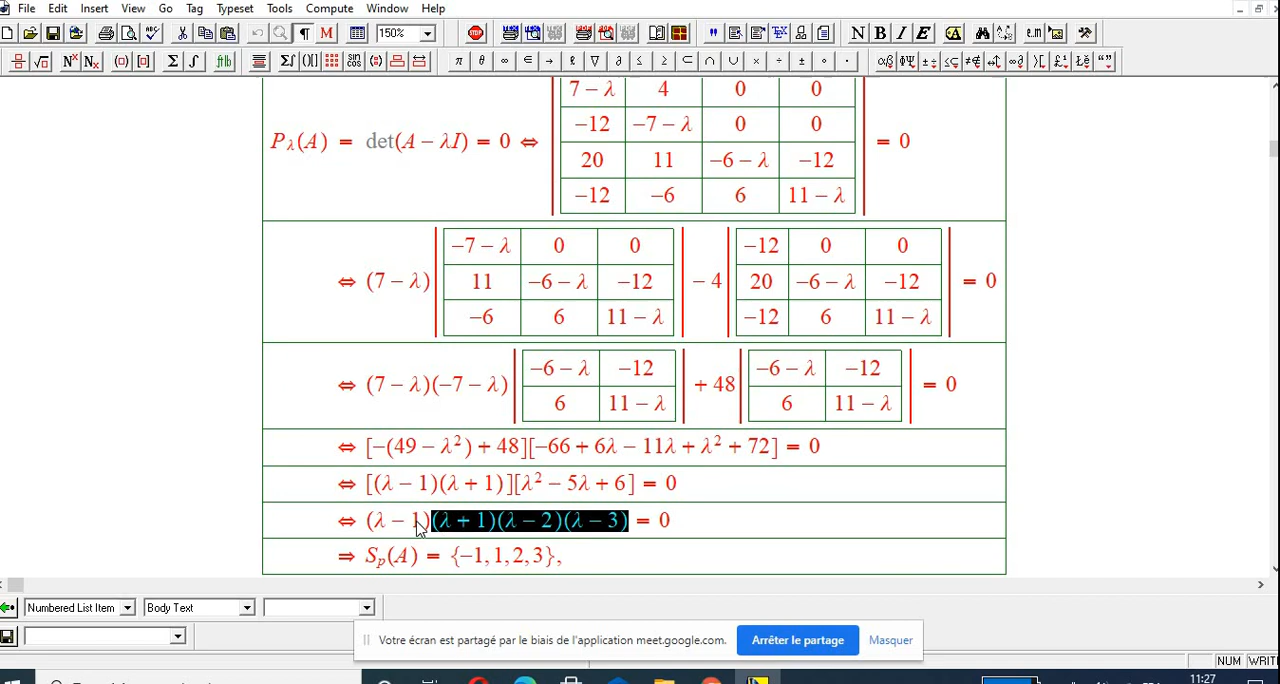 File Edit View Insert Go Tag Typeset Tools Compute Window Help
150%
N B I E e.m
π θ ∞ ∈ → ℝ ∇ ∂ ≤ ≥ ⊂ ∩ ∪ × ÷ ± ∘ ·
7 − λ 4 0 0
−12 −7 − λ 0 0
P_λ(A) = det(A − λI) = 0 ⇔ = 0
20 11 −6 − λ −12
−12 −6 6 11 − λ
−7 − λ 0 0 −12 0 0
⇔ (7 − λ) 11 −6 − λ −12 − 4 20 −6 − λ −12 = 0
−6 6 11 − λ −12 6 11 − λ
−6 − λ −12 −6 − λ −12
⇔ (7 − λ)(−7 − λ) + 48 = 0
6 11 − λ 6 11 − λ
⇔ [−(49 − λ²) + 48][−66 + 6λ − 11λ + λ² + 72] = 0
⇔ [(λ − 1)(λ + 1)][λ² − 5λ + 6] = 0
⇔ (λ − 1)(λ + 1)(λ − 2)(λ − 3) = 0
⇒ S_p(A) = {−1, 1, 2, 3},
Numbered List Item Body Text
Votre écran est partagé par le biais de l'application meet.google.com. Arrêter le partage Masquer
NUM WRIT
11:27